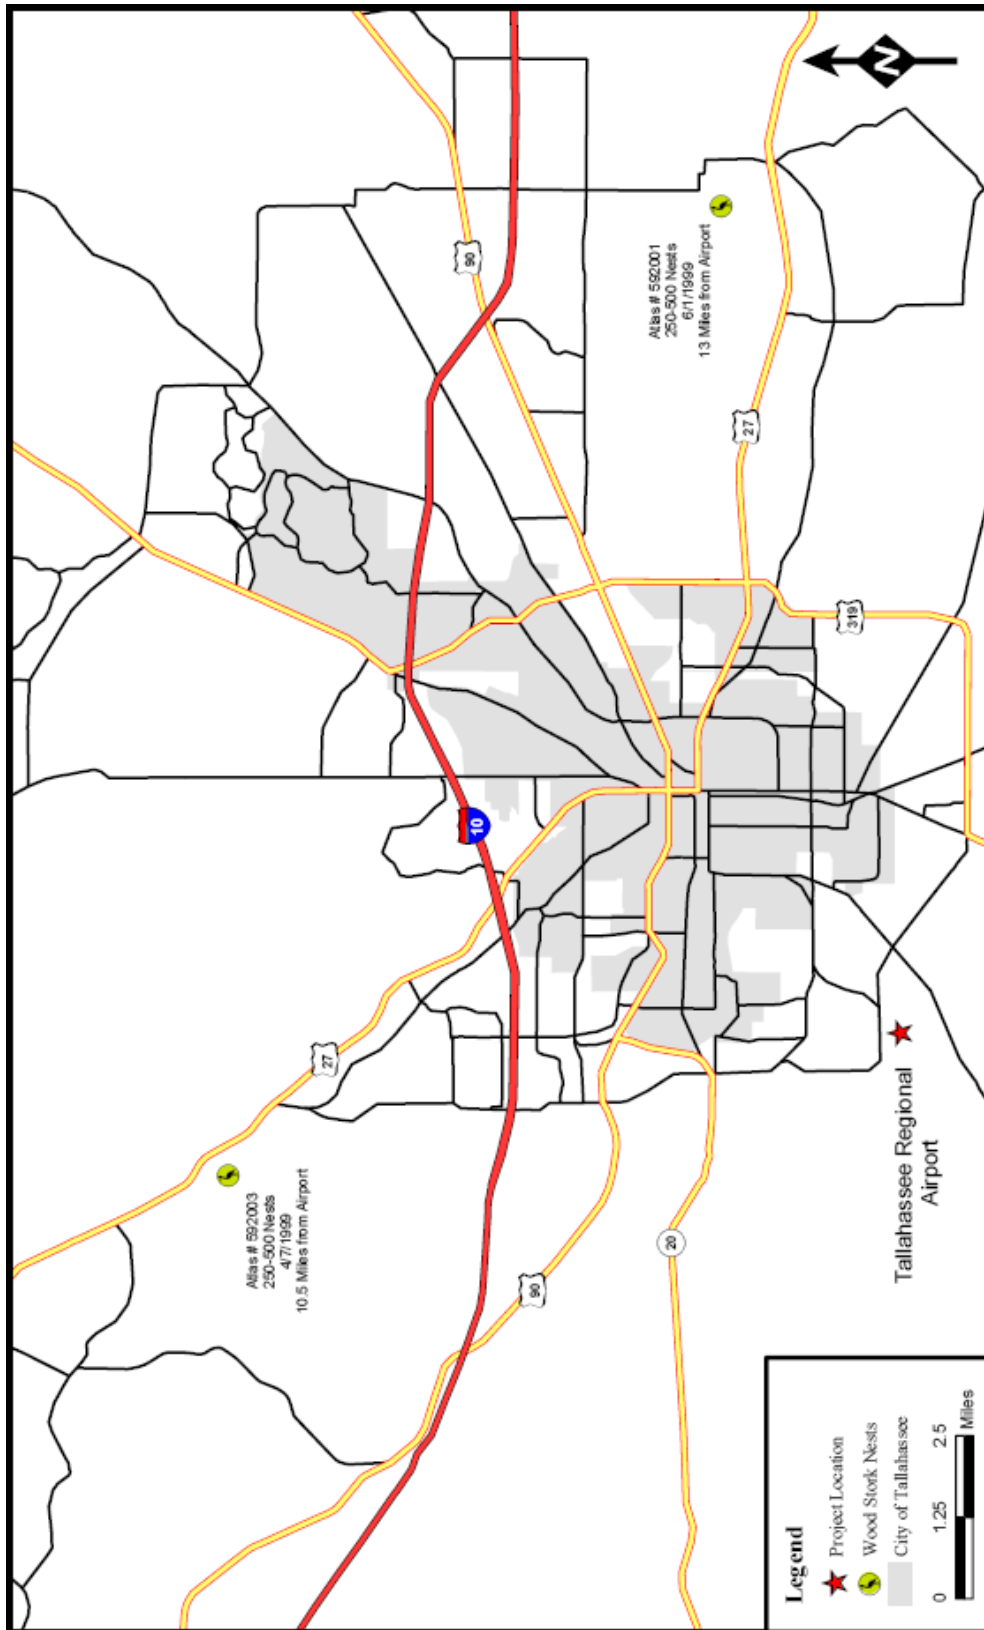 N
90
Atlas # 592001
250-500 Nests
6/1/1999
13 Miles from Airport
27
319
10
27
Atlas # 592003
250-500 Nests
4/7/1999
10.5 Miles from Airport
90
20
Tallahassee Regional
Airport
Legend
Project Location
Wood Stork Nests
City of Tallahassee
0 1.25 2.5
Miles